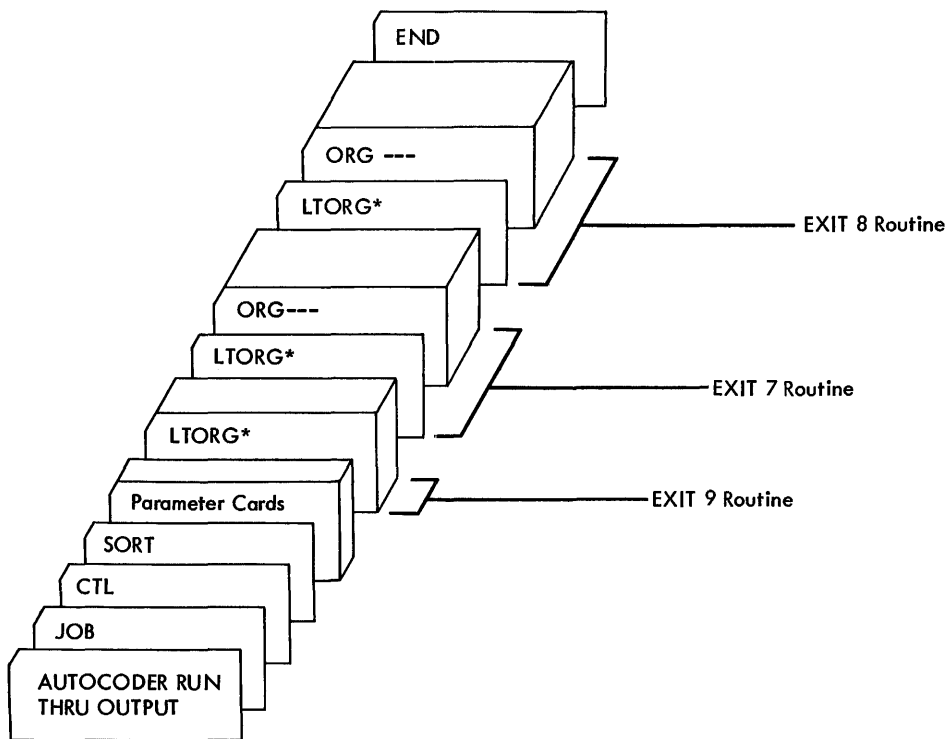 END
ORG ---
LTORG*
EXIT 8 Routine
ORG---
LTORG*
EXIT 7 Routine
LTORG*
Parameter Cards
EXIT 9 Routine
SORT
CTL
JOB
AUTOCODER RUN
THRU OUTPUT